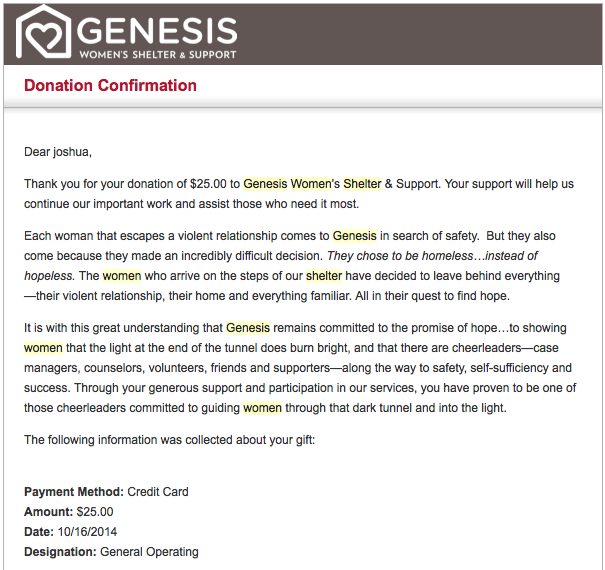 GENESIS
WOMEN'S SHELTER & SUPPORT
Donation Confirmation
Dear joshua,
Thank you for your donation of $25.00 to Genesis Women's Shelter & Support. Your support will help us
continue our important work and assist those who need it most.
Each woman that escapes a violent relationship comes to Genesis in search of safety.  But they also
come because they made an incredibly difficult decision. They chose to be homeless…instead of
hopeless. The women who arrive on the steps of our shelter have decided to leave behind everything
—their violent relationship, their home and everything familiar. All in their quest to find hope.
It is with this great understanding that Genesis remains committed to the promise of hope…to showing
women that the light at the end of the tunnel does burn bright, and that there are cheerleaders—case
managers, counselors, volunteers, friends and supporters—along the way to safety, self-sufficiency and
success. Through your generous support and participation in our services, you have proven to be one of
those cheerleaders committed to guiding women through that dark tunnel and into the light.
The following information was collected about your gift:
Payment Method: Credit Card
Amount: $25.00
Date: 10/16/2014
Designation: General Operating